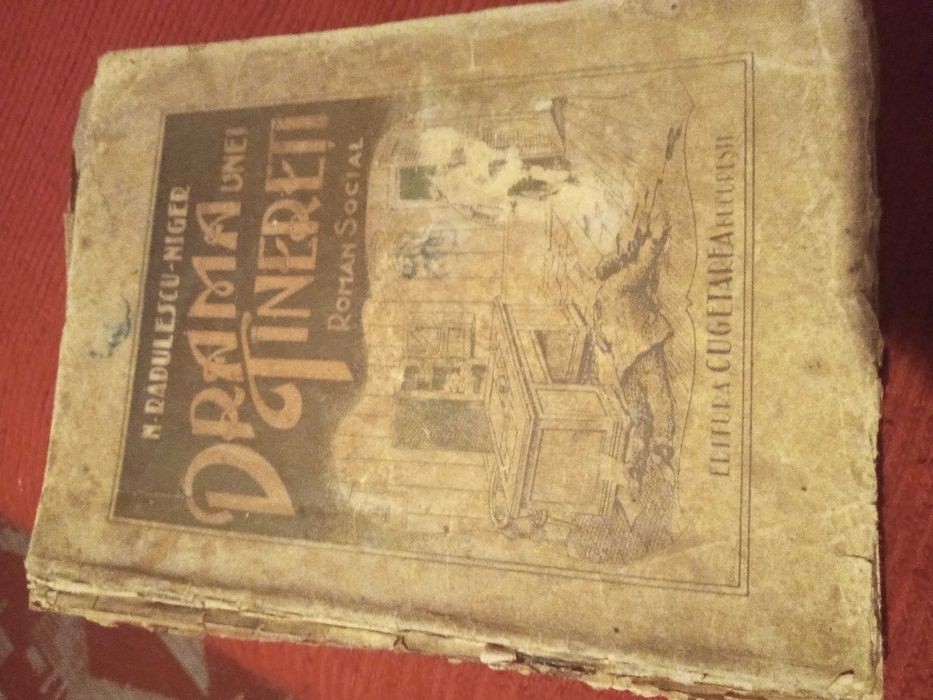 N. RADULESCU-NIGER
DRAMA UNEI
TINEREȚI
ROMAN SOCIAL
EDITURA CUGETAREA BUCUREȘTI